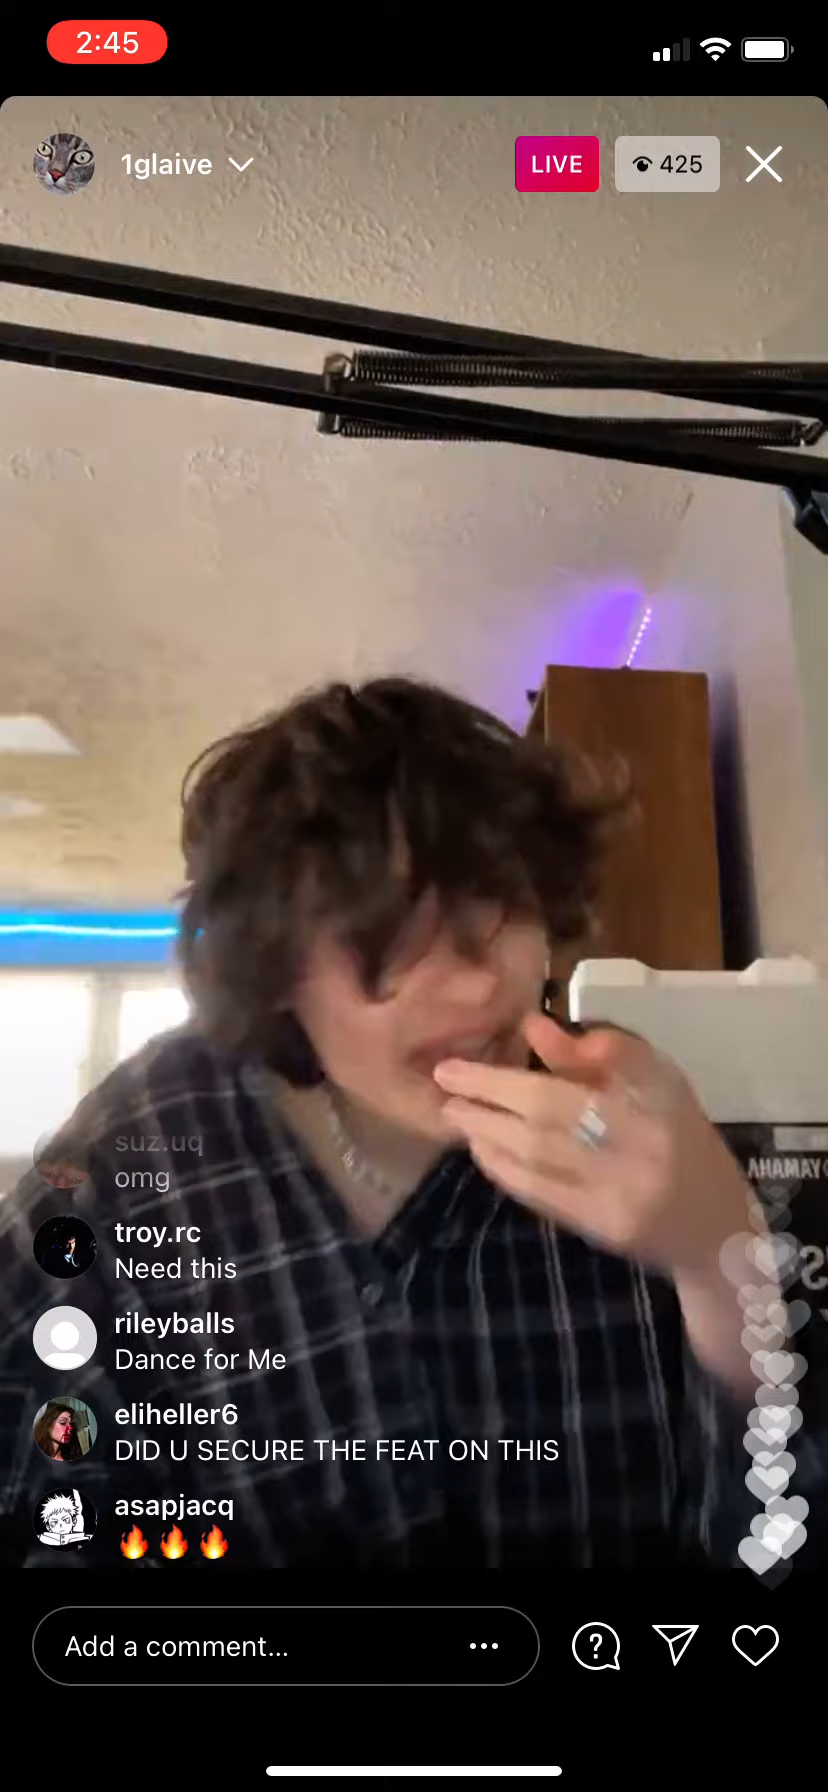 2:45
1glaive
LIVE
425
suz.uq
omg
troy.rc
Need this
rileyballs
Dance for Me
eliheller6
DID U SECURE THE FEAT ON THIS
asapjacq
🔥🔥🔥
YAMAHA
Add a comment...